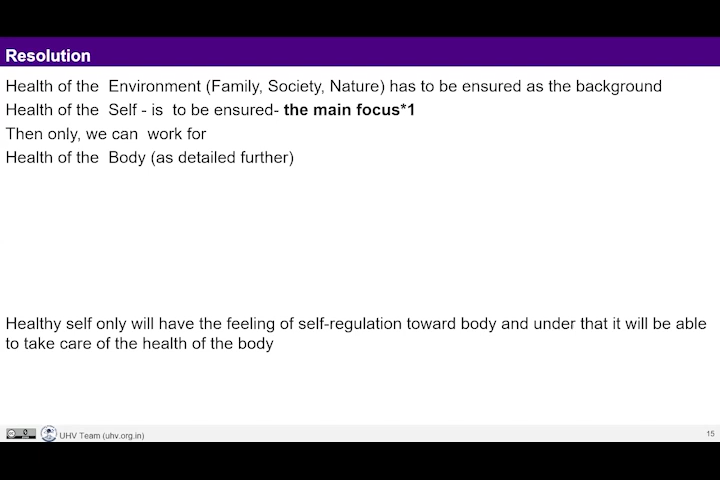 Resolution
Health of the Environment (Family, Society, Nature) has to be ensured as the background
Health of the Self - is to be ensured- the main focus*1
Then only, we can work for
Health of the Body (as detailed further)
Healthy self only will have the feeling of self-regulation toward body and under that it will be able
to take care of the health of the body
UHV Team (uhv.org.in)
15